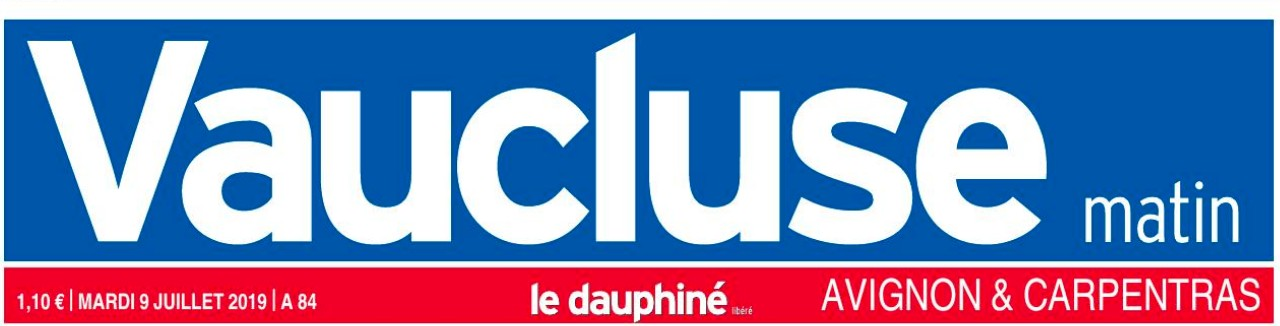 Vaucluse matin
1,10 € | MARDI 9 JUILLET 2019 | A 84 le dauphiné libéré AVIGNON & CARPENTRAS